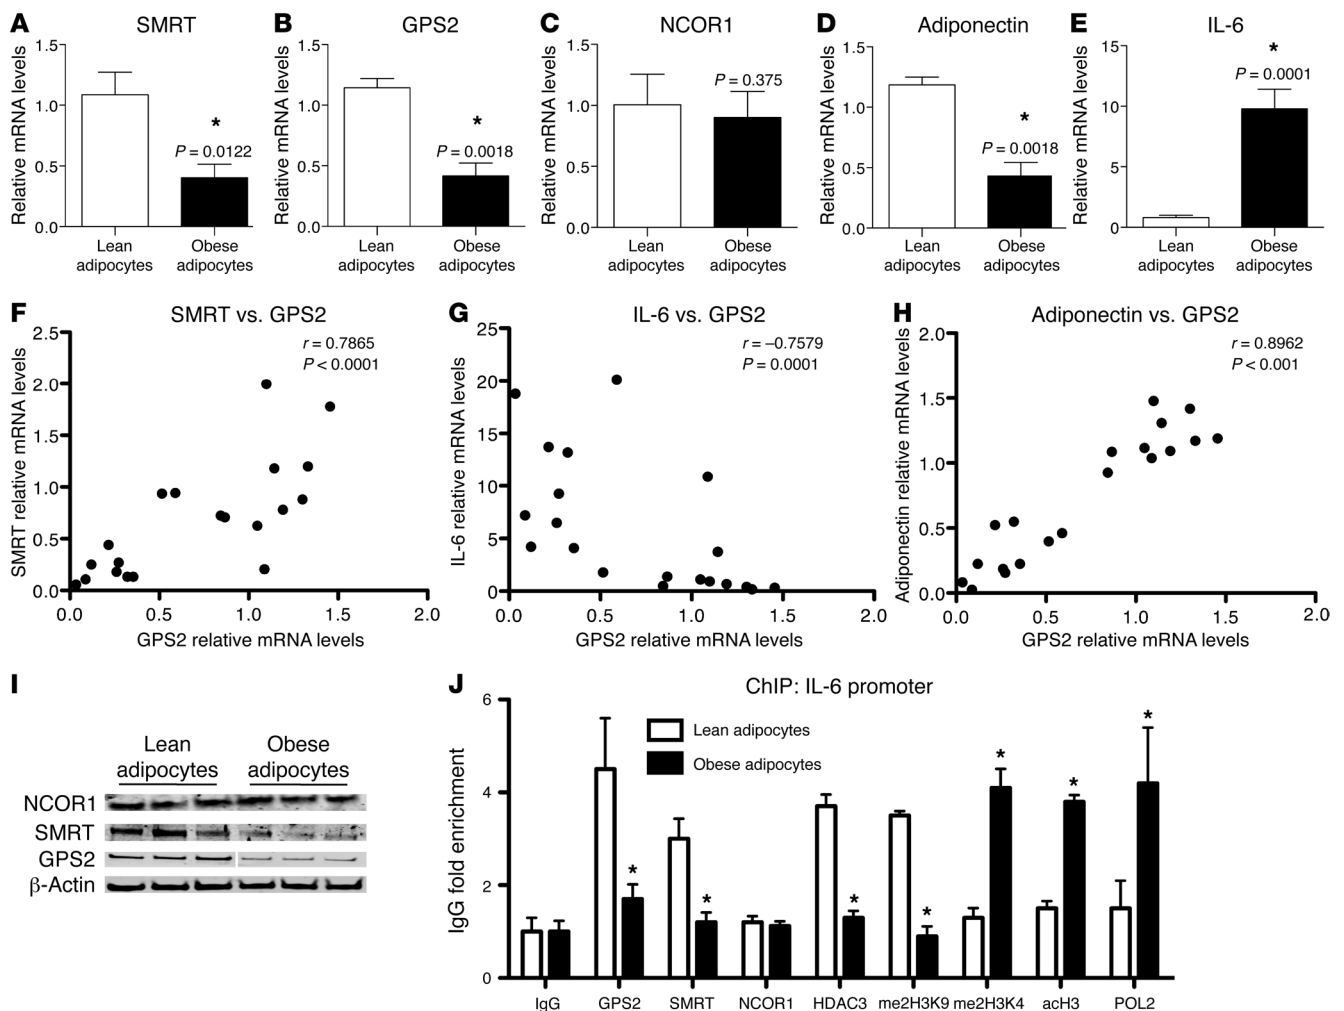 A SMRT
Relative mRNA levels
1.5
1.0
0.5
0.0
*
P = 0.0122
Lean adipocytes
Obese adipocytes
B GPS2
Relative mRNA levels
1.5
1.0
0.5
0.0
*
P = 0.0018
Lean adipocytes
Obese adipocytes
C NCOR1
Relative mRNA levels
1.5
1.0
0.5
0.0
P = 0.375
Lean adipocytes
Obese adipocytes
D Adiponectin
Relative mRNA levels
1.5
1.0
0.5
0.0
*
P = 0.0018
Lean adipocytes
Obese adipocytes
E IL-6
Relative mRNA levels
15
10
5
0
*
P = 0.0001
Lean adipocytes
Obese adipocytes
F SMRT vs. GPS2
SMRT relative mRNA levels
2.5
2.0
1.5
1.0
0.5
0.0
r = 0.7865
P < 0.0001
0.0 0.5 1.0 1.5 2.0
GPS2 relative mRNA levels
G IL-6 vs. GPS2
IL-6 relative mRNA levels
25
20
15
10
5
0
r = –0.7579
P = 0.0001
0.0 0.5 1.0 1.5 2.0
GPS2 relative mRNA levels
H Adiponectin vs. GPS2
Adiponectin relative mRNA levels
2.0
1.5
1.0
0.5
0.0
r = 0.8962
P < 0.001
0.0 0.5 1.0 1.5 2.0
GPS2 relative mRNA levels
I
Lean adipocytes
Obese adipocytes
NCOR1
SMRT
GPS2
β-Actin
J ChIP: IL-6 promoter
IgG fold enrichment
6
4
2
0
Lean adipocytes
Obese adipocytes
* * * * * * *
IgG GPS2 SMRT NCOR1 HDAC3 me2H3K9 me2H3K4 acH3 POL2